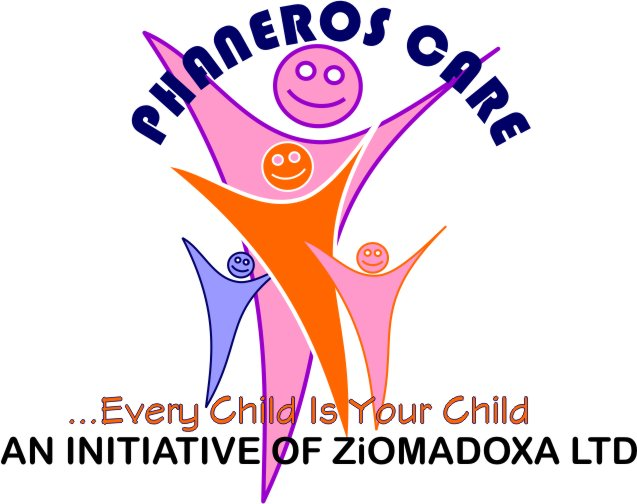 PHANEROS CARE
...Every Child Is Your Child
AN INITIATIVE OF ZiOMADOXA LTD